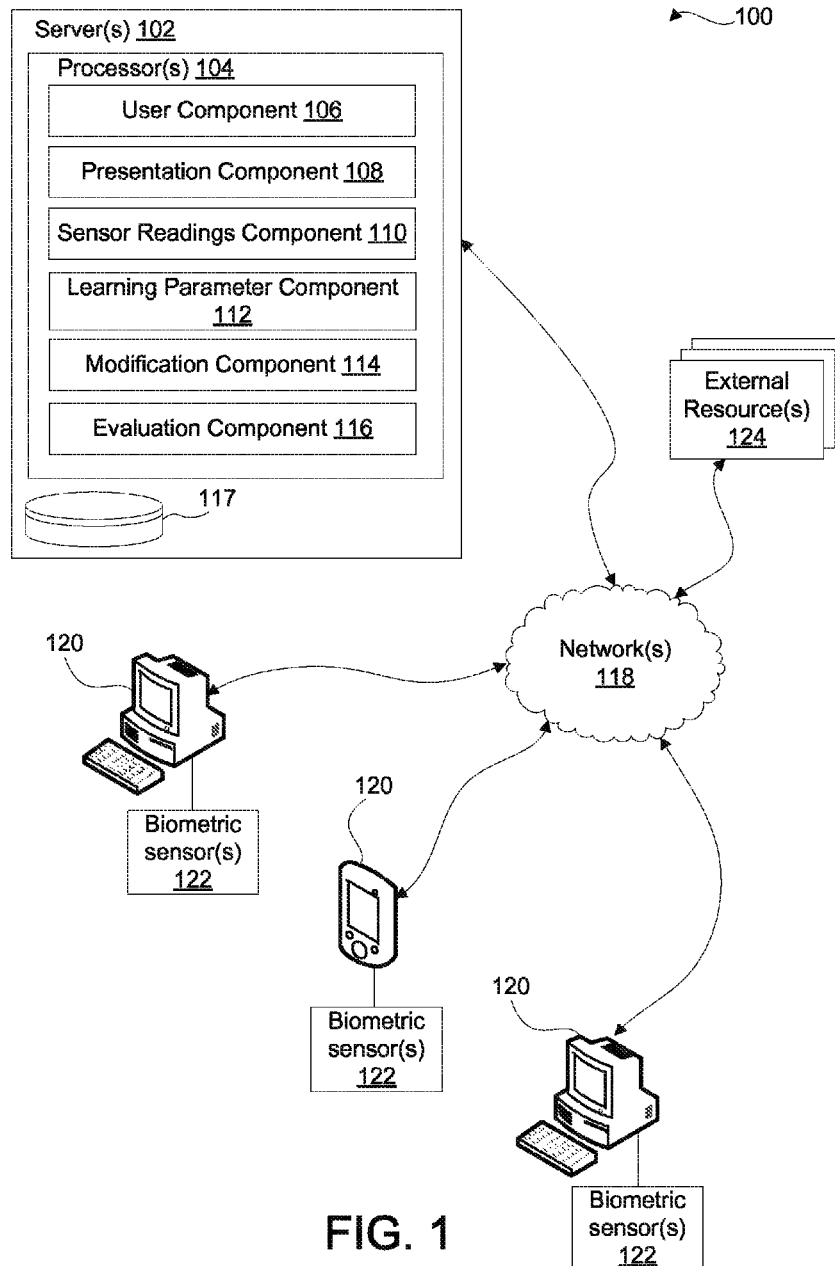 100
Server(s) 102
Processor(s) 104
User Component 106
Presentation Component 108
Sensor Readings Component 110
Learning Parameter Component
112
Modification Component 114
Evaluation Component 116
117
External
Resource(s)
124
Network(s)
118
120
Biometric
sensor(s)
122
120
Biometric
sensor(s)
122
120
Biometric
sensor(s)
122
FIG. 1